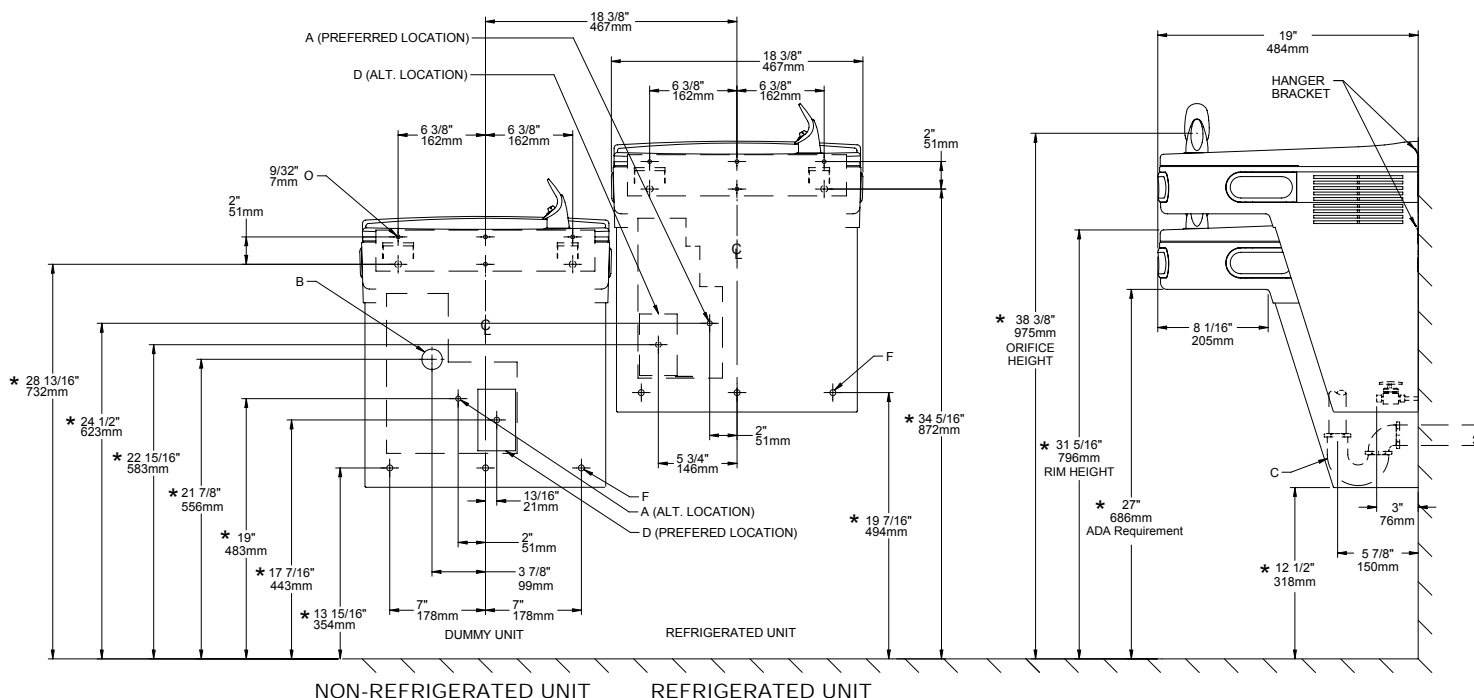 18 3/8"
467mm
A (PREFERRED LOCATION)
D (ALT. LOCATION)
18 3/8"
467mm
6 3/8"
162mm
6 3/8"
162mm
6 3/8"
162mm
6 3/8"
162mm
2"
51mm
9/32"
7mm O
2"
51mm
B
C
L
C
L
F
* 28 13/16"
732mm
* 24 1/2"
623mm
* 22 15/16"
583mm
* 21 7/8"
556mm
* 19"
483mm
* 17 7/16"
443mm
* 13 15/16"
354mm
7"
178mm
7"
178mm
3 7/8"
99mm
2"
51mm
13/16"
21mm
F
A (ALT. LOCATION)
D (PREFERED LOCATION)
5 3/4"
146mm
2"
51mm
* 34 5/16"
872mm
* 19 7/16"
494mm
DUMMY UNIT
REFRIGERATED UNIT
NON-REFRIGERATED UNIT
REFRIGERATED UNIT
19"
484mm
HANGER
BRACKET
* 38 3/8"
975mm
ORIFICE
HEIGHT
8 1/16"
205mm
* 31 5/16"
796mm
RIM HEIGHT
* 27"
686mm
ADA Requirement
C
3"
76mm
5 7/8"
150mm
* 12 1/2"
318mm